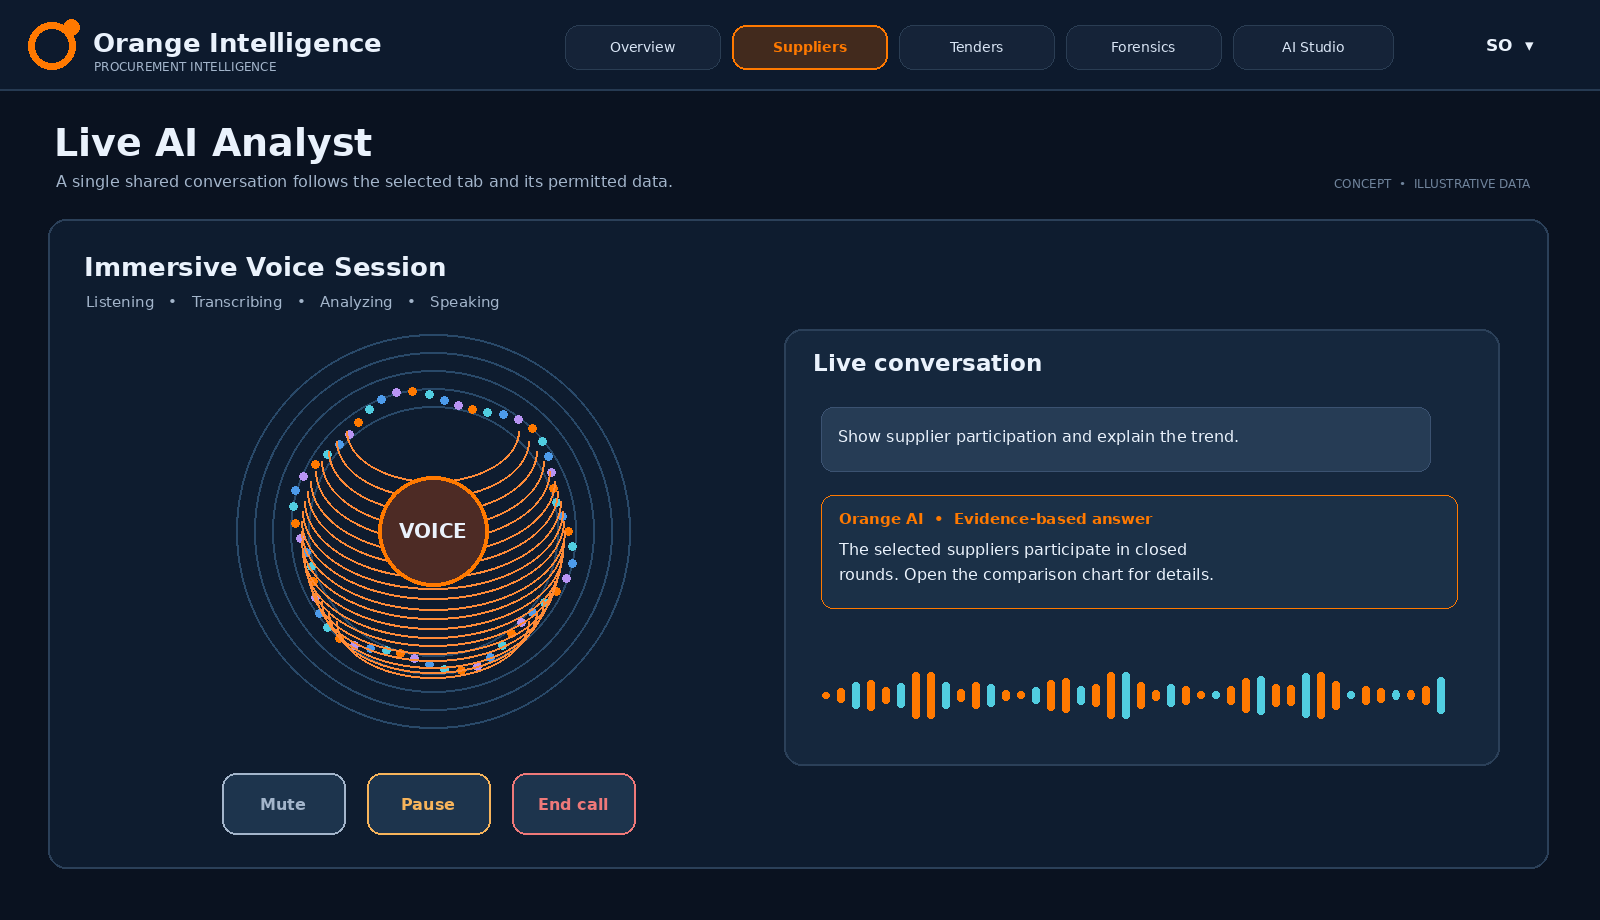 Orange Intelligence
PROCUREMENT INTELLIGENCE
Overview
Suppliers
Tenders
Forensics
AI Studio
SO ▼
Live AI Analyst
A single shared conversation follows the selected tab and its permitted data.
CONCEPT • ILLUSTRATIVE DATA
Immersive Voice Session
Listening • Transcribing • Analyzing • Speaking
VOICE
Mute
Pause
End call
Live conversation
Show supplier participation and explain the trend.
Orange AI • Evidence-based answer
The selected suppliers participate in closed
rounds. Open the comparison chart for details.